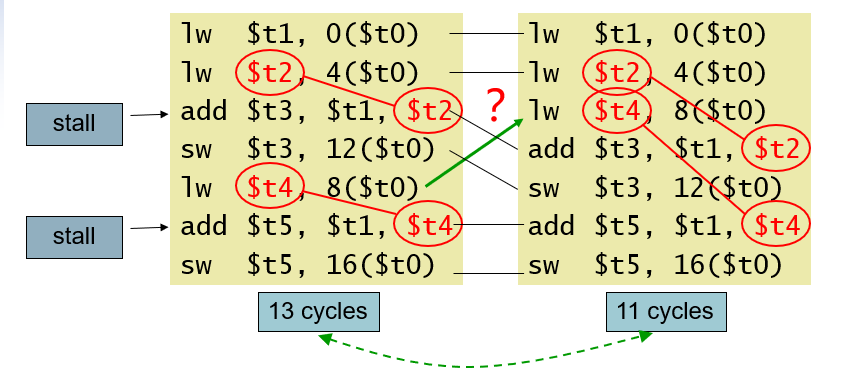 lw $t1, 0($t0)
lw $t2, 4($t0)
add $t3, $t1, $t2
sw $t3, 12($t0)
lw $t4, 8($t0)
add $t5, $t1, $t4
sw $t5, 16($t0)
stall
stall
13 cycles
?
lw $t1, 0($t0)
lw $t2, 4($t0)
lw $t4, 8($t0)
add $t3, $t1, $t2
sw $t3, 12($t0)
add $t5, $t1, $t4
sw $t5, 16($t0)
11 cycles